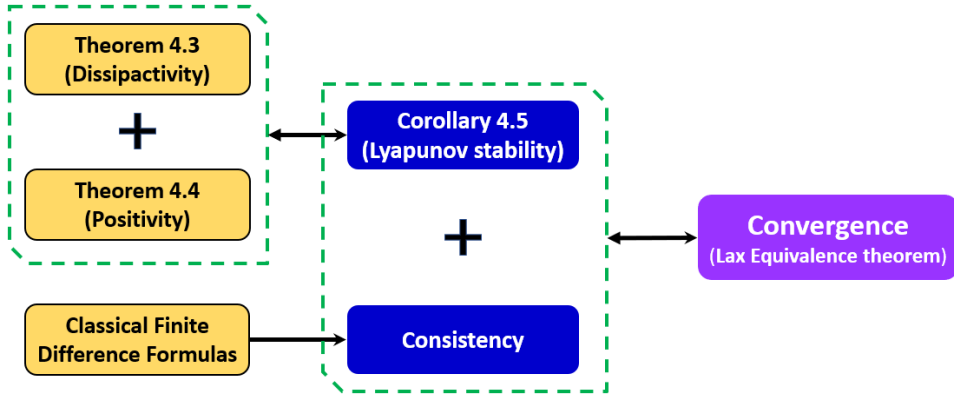 Theorem 4.3
(Dissipactivity)
+
Theorem 4.4
(Positivity)
Classical Finite
Difference Formulas
Corollary 4.5
(Lyapunov stability)
+
Consistency
Convergence
(Lax Equivalence theorem)